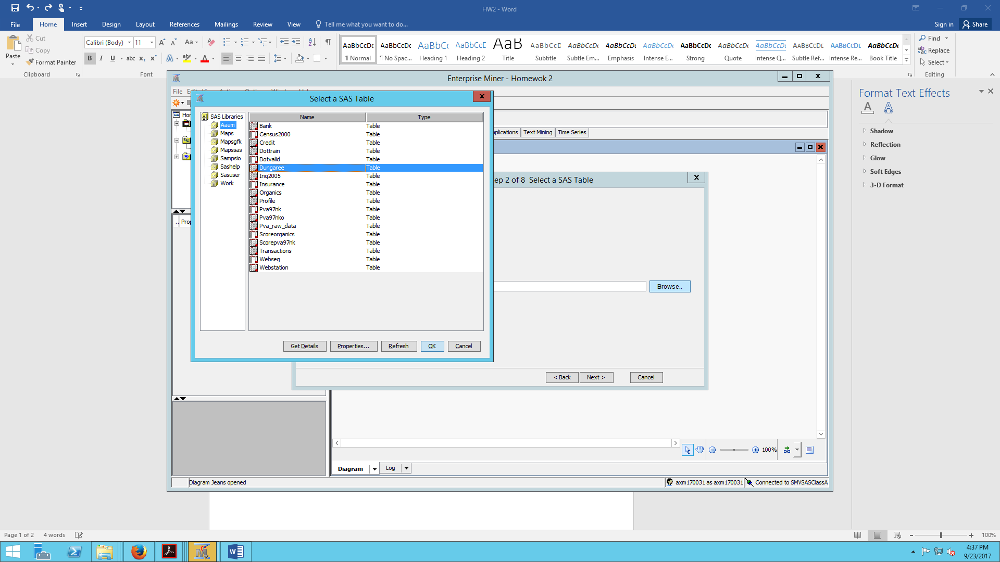 HW2 - Word
File Home Insert Design Layout References Mailings Review View Tell me what you want to do... Sign in Share
Paste
Cut
Copy
Format Painter
Clipboard
Calibri (Body) 11 Aa
B I U abc x₂ x² A A
Font
AaBbCcDc AaBbCcDc AaBbCc AaBbCcD AaB AaBbCcD AaBbCcDc AaBbCcDc AaBbCcDc AaBbCcDc AaBbCcDc AaBbCcDc AABBCCDD AABBCCDD AaBbCcDc
¶ Normal ¶ No Spac... Heading 1 Heading 2 Title Subtitle Subtle Em... Emphasis Intense E... Strong Quote Intense Q... Subtle Ref... Intense Re... Book Title
Find
Replace
Select
Editing
Enterprise Miner - Homewok 2
File
Select a SAS Table
SAS Libraries
Aaem
Maps
Mapsgfk
Mapssas
Sampsio
Sashelp
Sasuser
Work
Name Type
Bank Table
Census2000 Table
Credit Table
Dottrain Table
Dotvalid Table
Dungaree Table
Inq2005 Table
Insurance Table
Organics Table
Profile Table
Pva97nk Table
Pva97nko Table
Pva_raw_data Table
Scoreorganics Table
Scorepva97nk Table
Transactions Table
Webseg Table
Webstation Table
Get Details Properties... Refresh OK Cancel
plications Text Mining Time Series
ep 2 of 8 Select a SAS Table
Browse..
< Back Next > Cancel
100%
Diagram Log
Diagram Jeans opened
axm170031 as axm170031 Connected to SMVSASClassA
Format Text Effects
Shadow
Reflection
Glow
Soft Edges
3-D Format
Page 1 of 2 4 words
100%
4:37 PM
9/23/2017